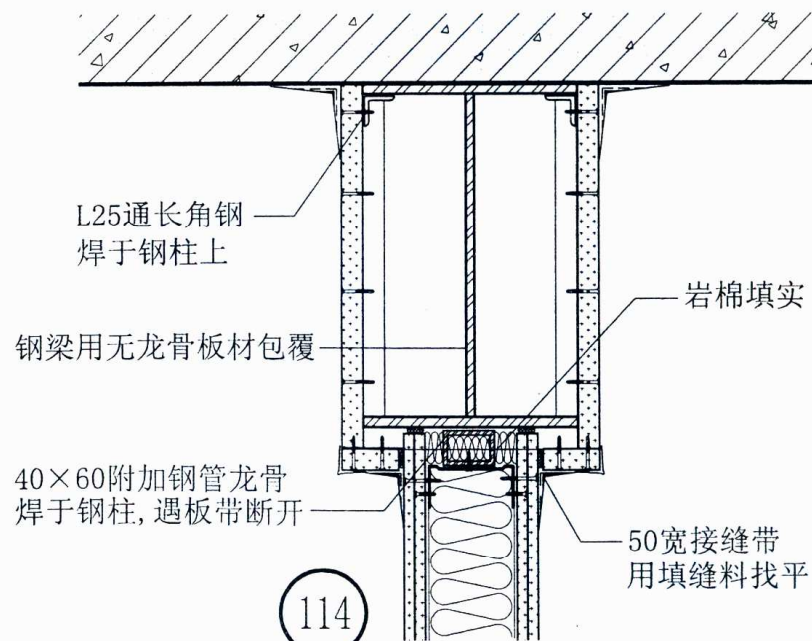 L25通长角钢
焊于钢柱上
岩棉填实
钢梁用无龙骨板材包覆
40×60附加钢管龙骨
焊于钢柱,遇板带断开
50宽接缝带
用填缝料找平
114